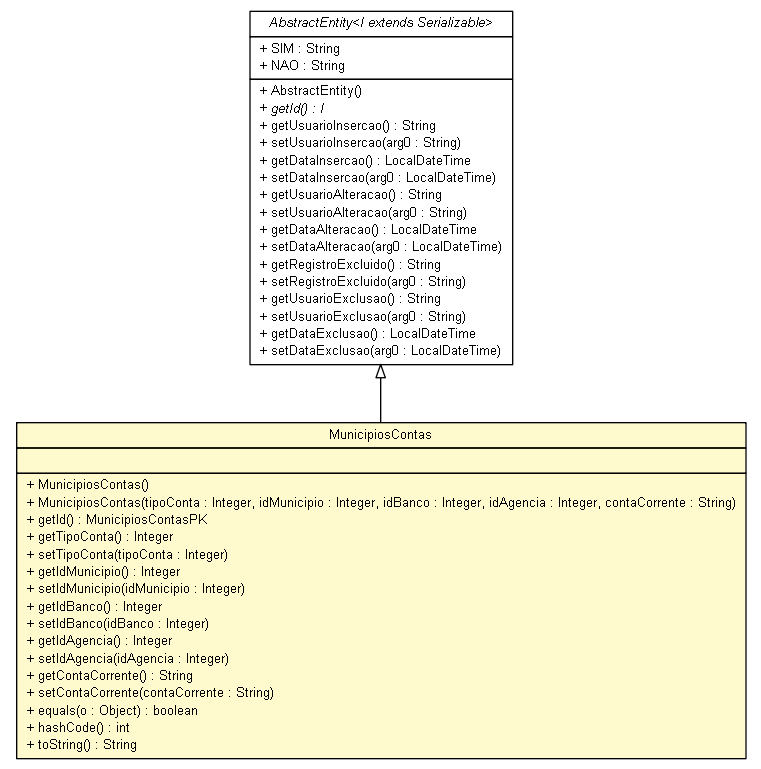 AbstractEntity<I extends Serializable>
+ SIM : String
+ NAO : String
+ AbstractEntity()
+ getId() : I
+ getUsuarioInsercao() : String
+ setUsuarioInsercao(arg0 : String)
+ getDataInsercao() : LocalDateTime
+ setDataInsercao(arg0 : LocalDateTime)
+ getUsuarioAlteracao() : String
+ setUsuarioAlteracao(arg0 : String)
+ getDataAlteracao() : LocalDateTime
+ setDataAlteracao(arg0 : LocalDateTime)
+ getRegistroExcluido() : String
+ setRegistroExcluido(arg0 : String)
+ getUsuarioExclusao() : String
+ setUsuarioExclusao(arg0 : String)
+ getDataExclusao() : LocalDateTime
+ setDataExclusao(arg0 : LocalDateTime)
MunicipiosContas
+ MunicipiosContas()
+ MunicipiosContas(tipoConta : Integer, idMunicipio : Integer, idBanco : Integer, idAgencia : Integer, contaCorrente : String)
+ getId() : MunicipiosContasPK
+ getTipoConta() : Integer
+ setTipoConta(tipoConta : Integer)
+ getIdMunicipio() : Integer
+ setIdMunicipio(idMunicipio : Integer)
+ getIdBanco() : Integer
+ setIdBanco(idBanco : Integer)
+ getIdAgencia() : Integer
+ setIdAgencia(idAgencia : Integer)
+ getContaCorrente() : String
+ setContaCorrente(contaCorrente : String)
+ equals(o : Object) : boolean
+ hashCode() : int
+ toString() : String